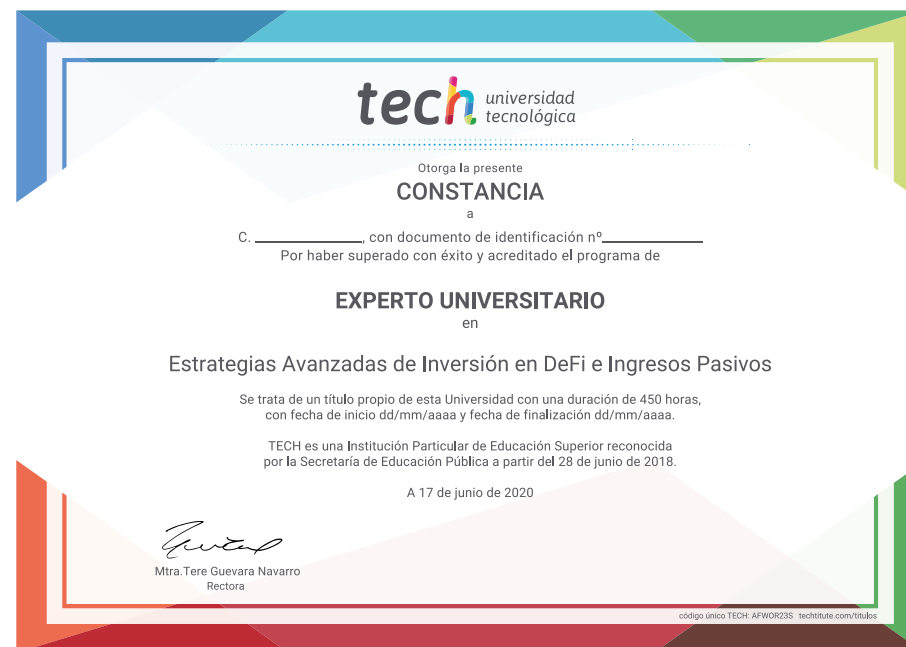 tech universidad
tecnológica
Otorga la presente
CONSTANCIA
a
C. ____________, con documento de identificación nº____________
Por haber superado con éxito y acreditado el programa de
EXPERTO UNIVERSITARIO
en
Estrategias Avanzadas de Inversión en DeFi e Ingresos Pasivos
Se trata de un título propio de esta Universidad con una duración de 450 horas,
con fecha de inicio dd/mm/aaaa y fecha de finalización dd/mm/aaaa.
TECH es una Institución Particular de Educación Superior reconocida
por la Secretaría de Educación Pública a partir del 28 de junio de 2018.
A 17 de junio de 2020
Mtra.Tere Guevara Navarro
Rectora
código único TECH: AFWOR23S techtitute.com/titulos